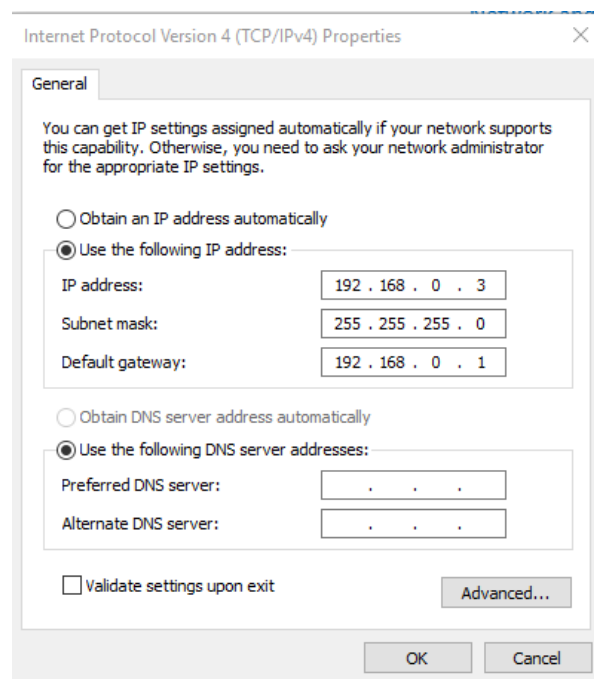 Network and
Internet Protocol Version 4 (TCP/IPv4) Properties
General
You can get IP settings assigned automatically if your network supports
this capability. Otherwise, you need to ask your network administrator
for the appropriate IP settings.
Obtain an IP address automatically
Use the following IP address:
IP address: 192 . 168 . 0 . 3
Subnet mask: 255 . 255 . 255 . 0
Default gateway: 192 . 168 . 0 . 1
Obtain DNS server address automatically
Use the following DNS server addresses:
Preferred DNS server: . . .
Alternate DNS server: . . .
Validate settings upon exit
Advanced...
OK Cancel